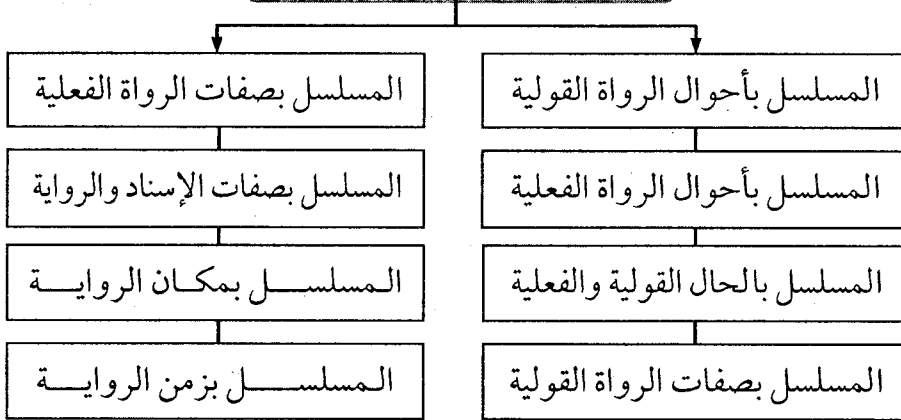 المسلسل بأحوال الرواة القولية
المسلسل بأحوال الرواة الفعلية
المسلسل بالحال القولية والفعلية
المسلسل بصفات الرواة القولية
المسلسل بصفات الرواة الفعلية
المسلسل بصفات الإسناد والرواية
المسلسل بمكان الرواية
المسلسل بزمن الرواية